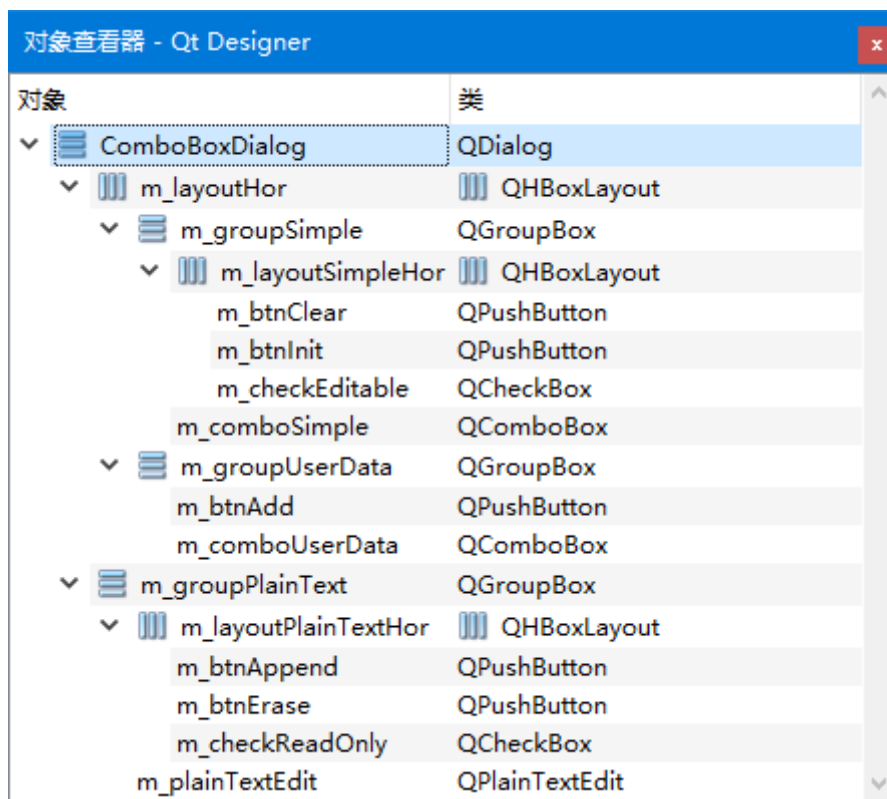 对象查看器 - Qt Designer
x
对象 类
ComboBoxDialog QDialog
m_layoutHor QHBoxLayout
m_groupSimple QGroupBox
m_layoutSimpleHor QHBoxLayout
m_btnClear QPushButton
m_btnInit QPushButton
m_checkEditable QCheckBox
m_comboSimple QComboBox
m_groupUserData QGroupBox
m_btnAdd QPushButton
m_comboUserData QComboBox
m_groupPlainText QGroupBox
m_layoutPlainTextHor QHBoxLayout
m_btnAppend QPushButton
m_btnErase QPushButton
m_checkReadOnly QCheckBox
m_plainTextEdit QPlainTextEdit